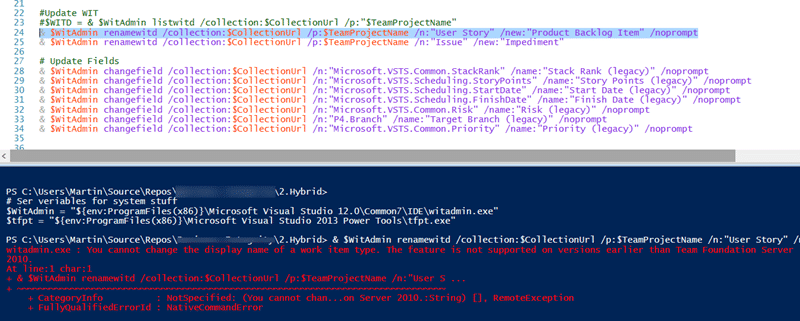 21
22 #Update WIT
23 #$WITD = & $WitAdmin listwitd /collection:$CollectionUrl /p:"$TeamProjectName"
24 & $WitAdmin renamewitd /collection:$CollectionUrl /p:$TeamProjectName /n:"User Story" /new:"Product Backlog Item" /noprompt
25 & $WitAdmin renamewitd /collection:$CollectionUrl /p:$TeamProjectName /n:"Issue" /new:"Impediment"
26
27 # Update Fields
28 & $WitAdmin changefield /collection:$CollectionUrl /n:"Microsoft.VSTS.Common.StackRank" /name:"Stack Rank (legacy)" /noprompt
29 & $WitAdmin changefield /collection:$CollectionUrl /n:"Microsoft.VSTS.Scheduling.StoryPoints" /name:"Story Points (legacy)" /noprompt
30 & $WitAdmin changefield /collection:$CollectionUrl /n:"Microsoft.VSTS.Scheduling.StartDate" /name:"Start Date (legacy)" /noprompt
31 & $WitAdmin changefield /collection:$CollectionUrl /n:"Microsoft.VSTS.Scheduling.FinishDate" /name:"Finish Date (legacy)" /noprompt
32 & $WitAdmin changefield /collection:$CollectionUrl /n:"Microsoft.VSTS.Common.Risk" /name:"Risk (legacy)" /noprompt
33 & $WitAdmin changefield /collection:$CollectionUrl /n:"P4.Branch" /name:"Target Branch (legacy)" /noprompt
34 & $WitAdmin changefield /collection:$CollectionUrl /n:"Microsoft.VSTS.Common.Priority" /name:"Priority (legacy)" /noprompt
35
36
PS C:\Users\Martin\Source\Repos\ \2.Hybrid>
# Ser veriables for system stuff
$WitAdmin = "${env:ProgramFiles(x86)}\Microsoft Visual Studio 12.0\Common7\IDE\witadmin.exe"
$tfpt = "${env:ProgramFiles(x86)}\Microsoft Visual Studio 2013 Power Tools\tfpt.exe"
PS C:\Users\Martin\Source\Repos\ \2.Hybrid> & $WitAdmin renamewitd /collection:$CollectionUrl /p:$TeamProjectName /n:"User Story" /n
witadmin.exe : You cannot change the display name of a work item type. The feature is not supported on versions earlier than Team Foundation Server
2010.
At line:1 char:1
+ & $WitAdmin renamewitd /collection:$CollectionUrl /p:$TeamProjectName /n:"User S ...
+ ~~~~~~~~~~~~~~~~~~~~~~~~~~~~~~~~~~~~~~~~~~~~~~~~~~~~~~~~~~~~~~~~~~~~~~~~~~~~~~~~
+ CategoryInfo : NotSpecified: (You cannot chan...on Server 2010.:String) [], RemoteException
+ FullyQualifiedErrorId : NativeCommandError